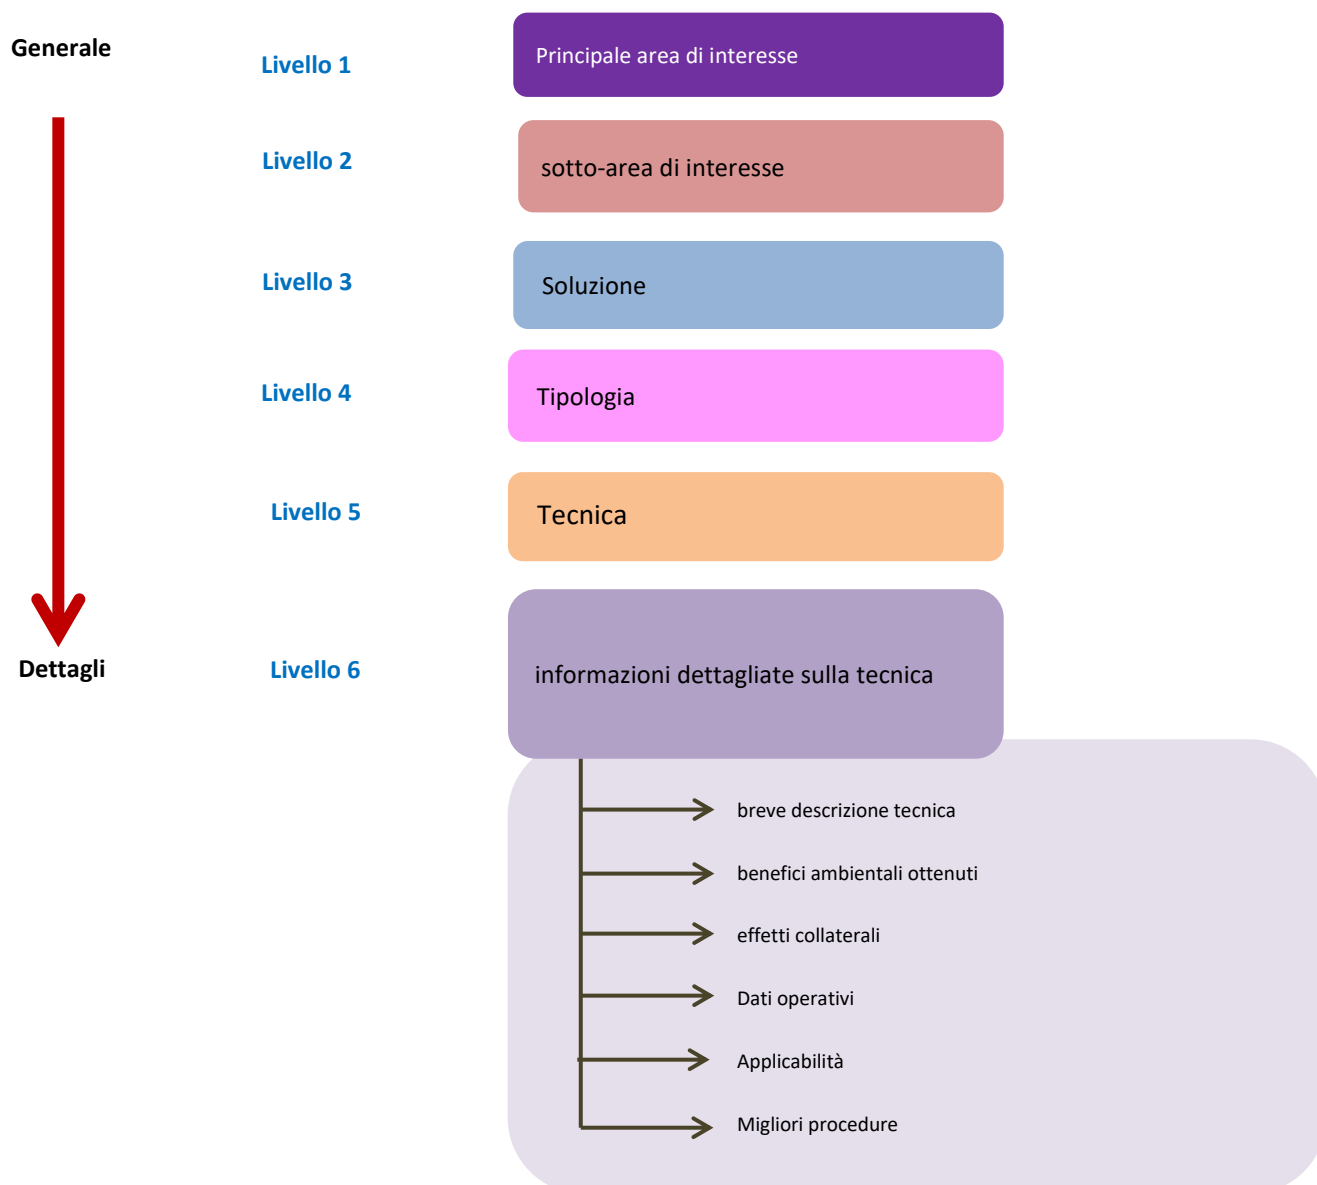 Generale
Livello 1
Principale area di interesse
Livello 2
sotto-area di interesse
Livello 3
Soluzione
Livello 4
Tipologia
Livello 5
Tecnica
Dettagli
Livello 6
informazioni dettagliate sulla tecnica
breve descrizione tecnica
benefici ambientali ottenuti
effetti collaterali
Dati operativi
Applicabilità
Migliori procedure